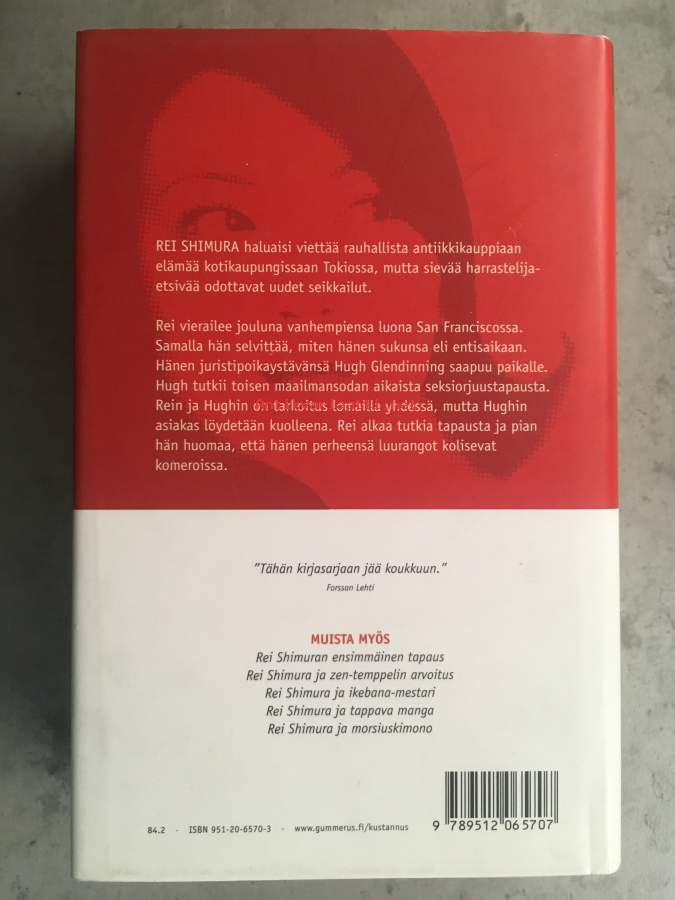 REI SHIMURA haluaisi viettää rauhallista antiikkikauppiaan
elämää kotikaupungissaan Tokiossa, mutta sievää harrastelija-
etsivää odottavat uudet seikkailut.
Rei vierailee jouluna vanhempiensa luona San Franciscossa.
Samalla hän selvittää, miten hänen sukunsa eli entisaikaan.
Hänen juristipoikaystävänsä Hugh Glendinning saapuu paikalle.
Hugh tutkii toisen maailmansodan aikaista seksiorjuustapausta.
Rein ja Hughin on tarkoitus lomailla yhdessä, mutta Hughin
asiakas löydetään kuolleena. Rei alkaa tutkia tapausta ja pian
hän huomaa, että hänen perheensä luurangot kolisevat
komeroissa.
"Tähän kirjasarjaan jää koukkuun."
Forssan Lehti
MUISTA MYÖS
Rei Shimuran ensimmäinen tapaus
Rei Shimura ja zen-temppelin arvoitus
Rei Shimura ja ikebana-mestari
Rei Shimura ja tappava manga
Rei Shimura ja morsiuskimono
84.2 · ISBN 951-20-6570-3 · www.gummerus.fi/kustannus
9 789512 065707